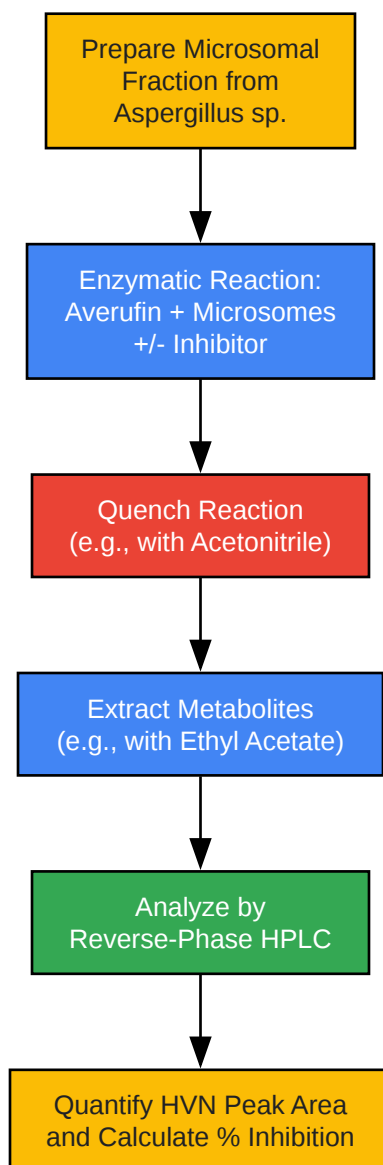 Prepare Microsomal
Fraction from
Aspergillus sp.
Enzymatic Reaction:
Averufin + Microsomes
+/- Inhibitor
Quench Reaction
(e.g., with Acetonitrile)
Extract Metabolites
(e.g., with Ethyl Acetate)
Analyze by
Reverse-Phase HPLC
Quantify HVN Peak Area
and Calculate % Inhibition